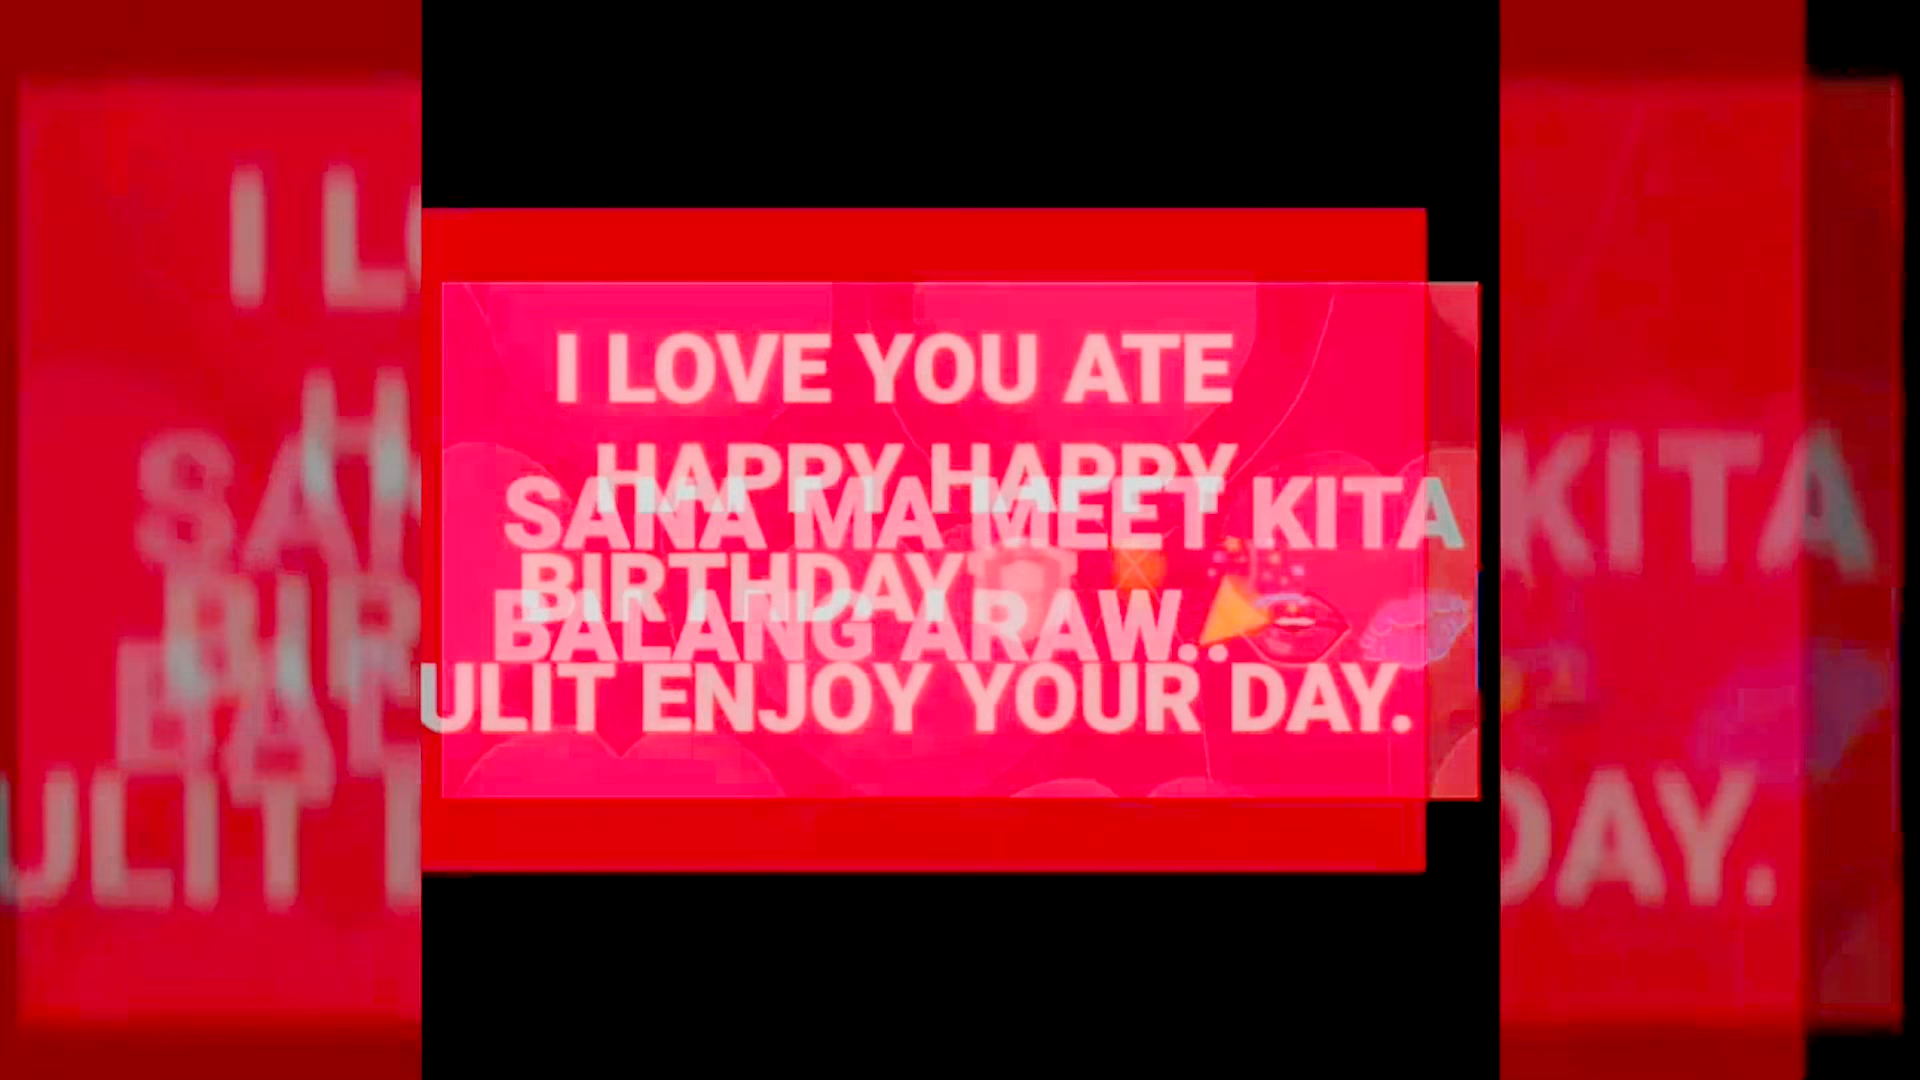 I LOVE YOU ATE
HAPPY HAPPY
SANA MA MEET KITA
BIRTHDAY
BALANG ARAW..
ULIT ENJOY YOUR DAY.